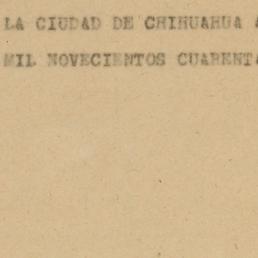 LA CIUDAD DE CHIHUAHUA A
MIL NOVECIENTOS CUARENTA